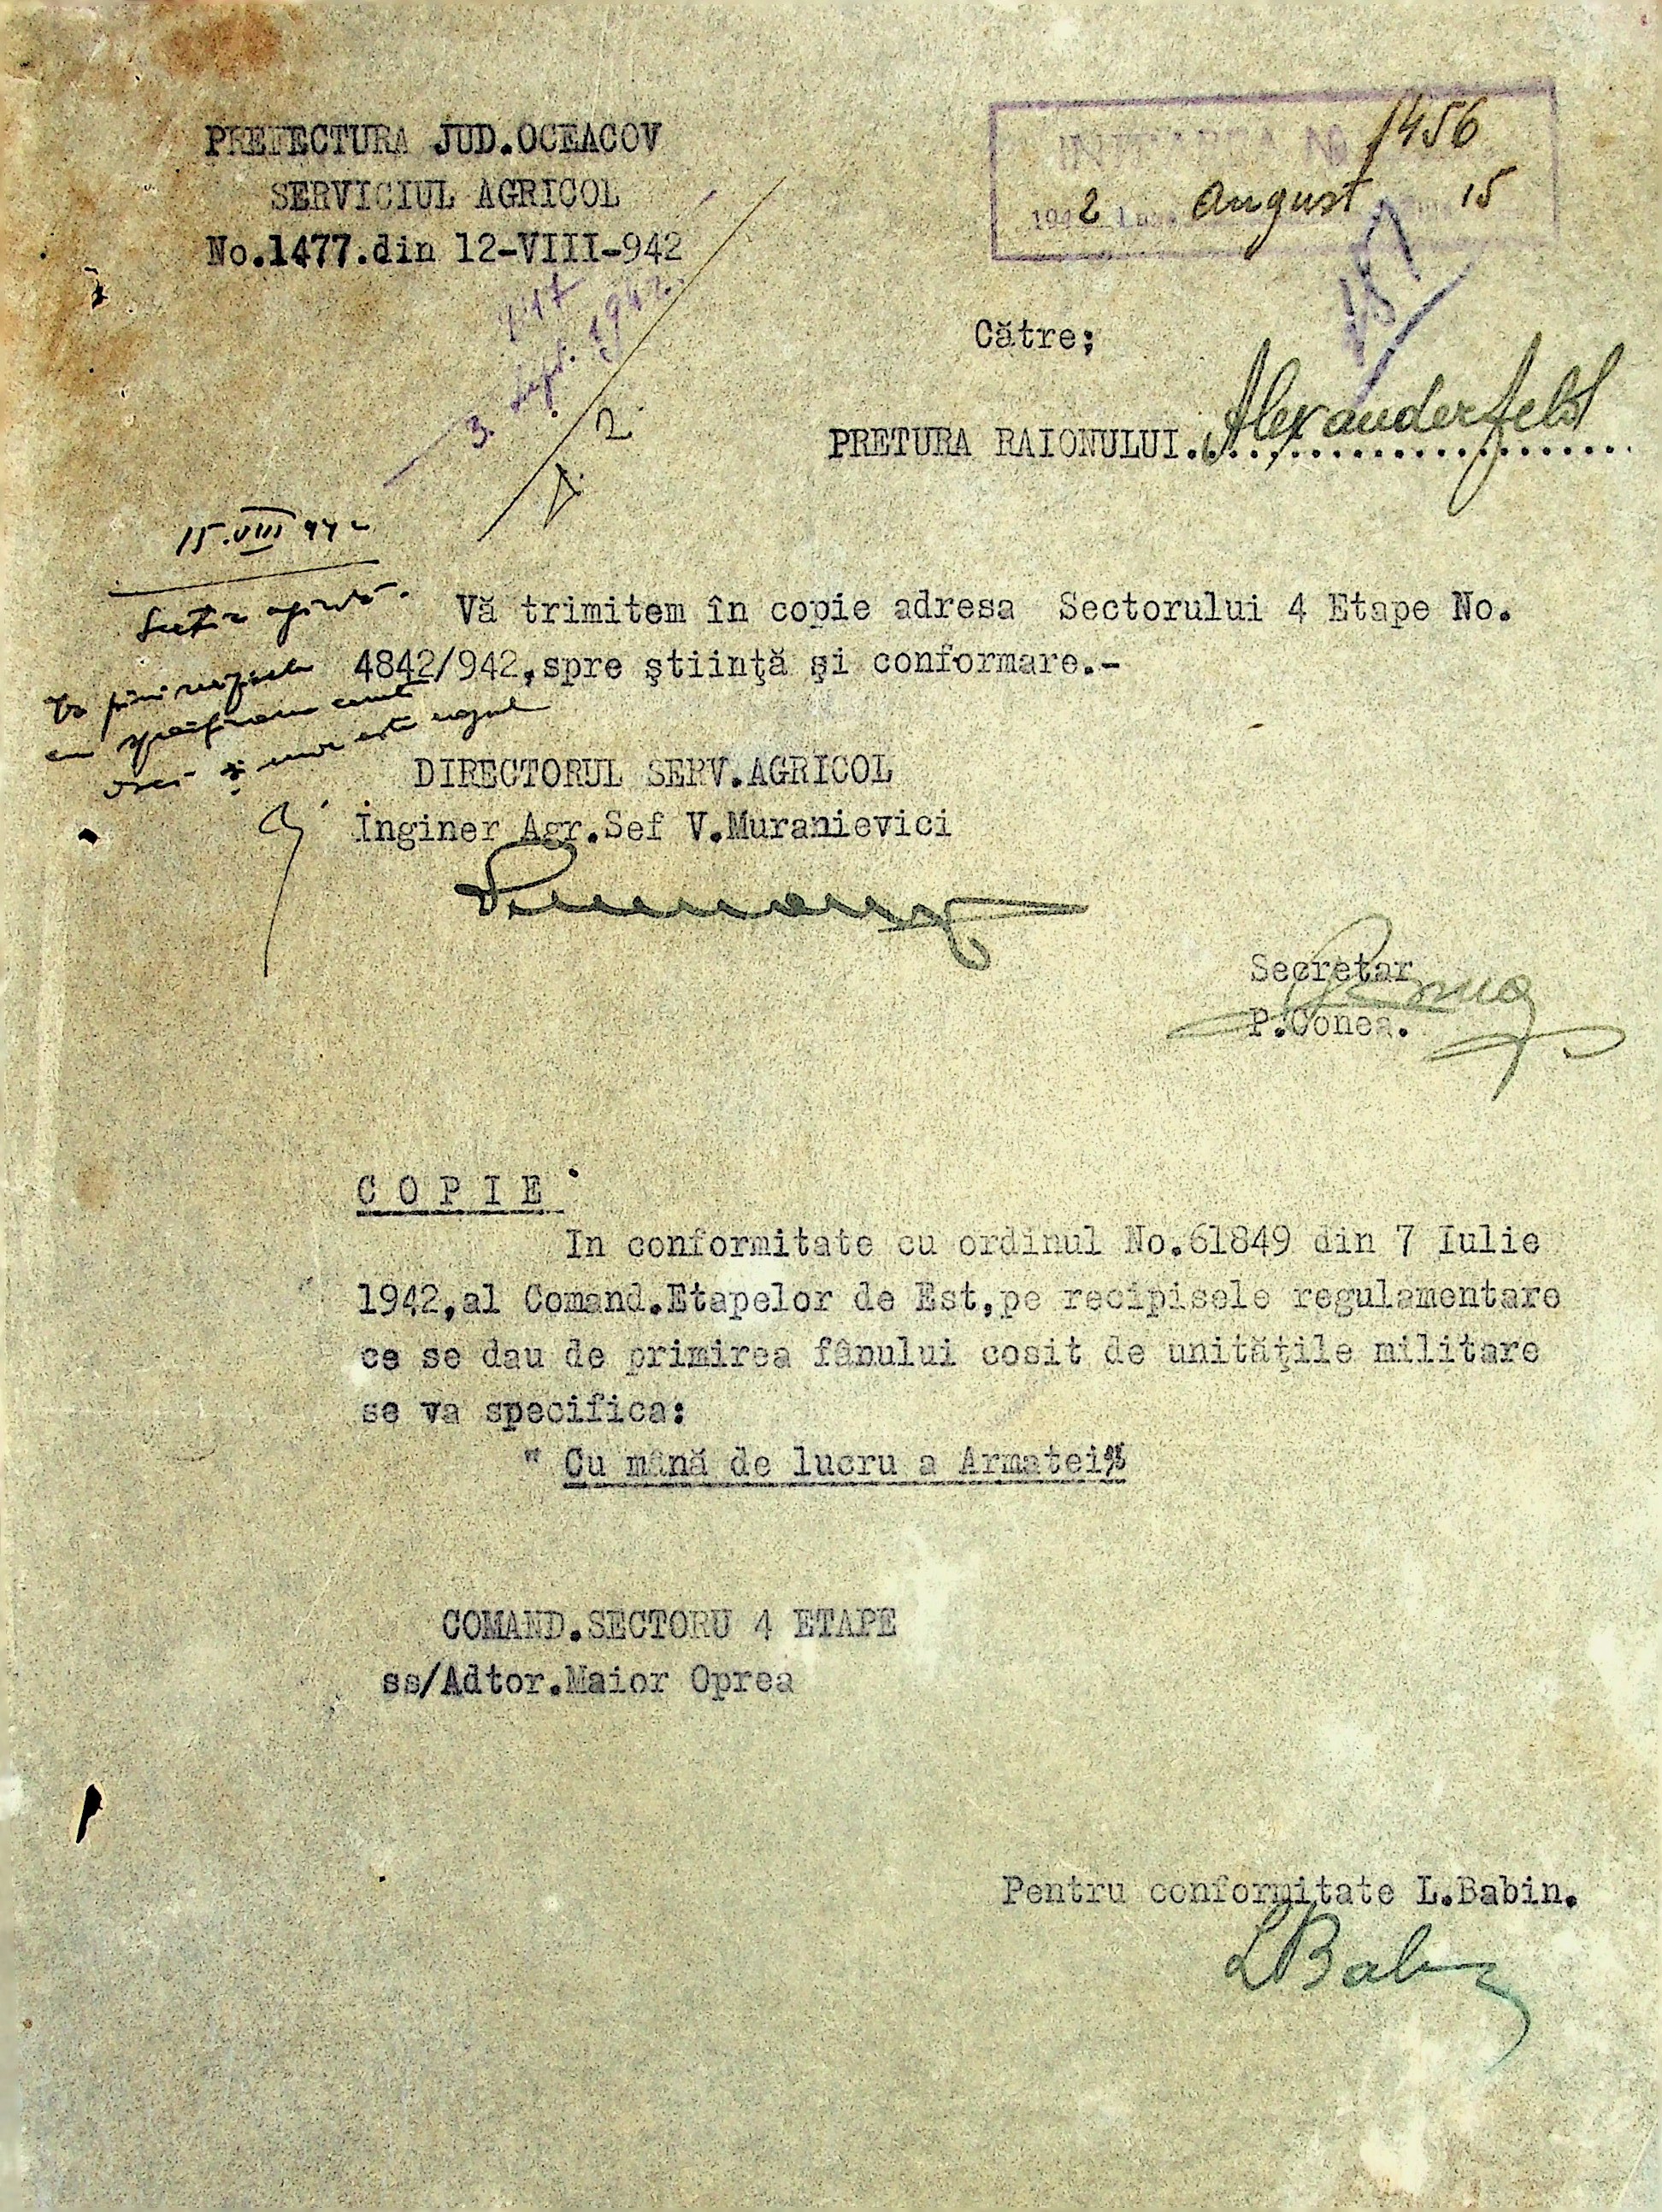 PREFECTURA JUD.OCEACOV
SERVICIUL AGRICOL
No.1477.din 12-VIII-942
INTRAREA No 1456
1942 Luna August 15
457
3. Sept. 1942.
Către;
PRETURA RAIONULUI. Alexanderfeld
15.VIII 942
Vă trimitem în copie adresa Sectorului 4 Etape No.
4842/942,spre ştiinţă şi conformare.-
DIRECTORUL SERV.AGRICOL
Inginer Agr.Sef V.Muranievici
Secretar
P.Conea.
C O P I E
In conformitate cu ordinul No.61849 din 7 Iulie
1942,al Comand.Etapelor de Est,pe recipisele regulamentare
ce se dau de primirea fânului cosit de unităţile militare
se va specifica:
" Cu mână de lucru a Armatei"
COMAND.SECTORU 4 ETAPE
ss/Adtor.Maior Oprea
Pentru conformitate L.Babin.
LBabin